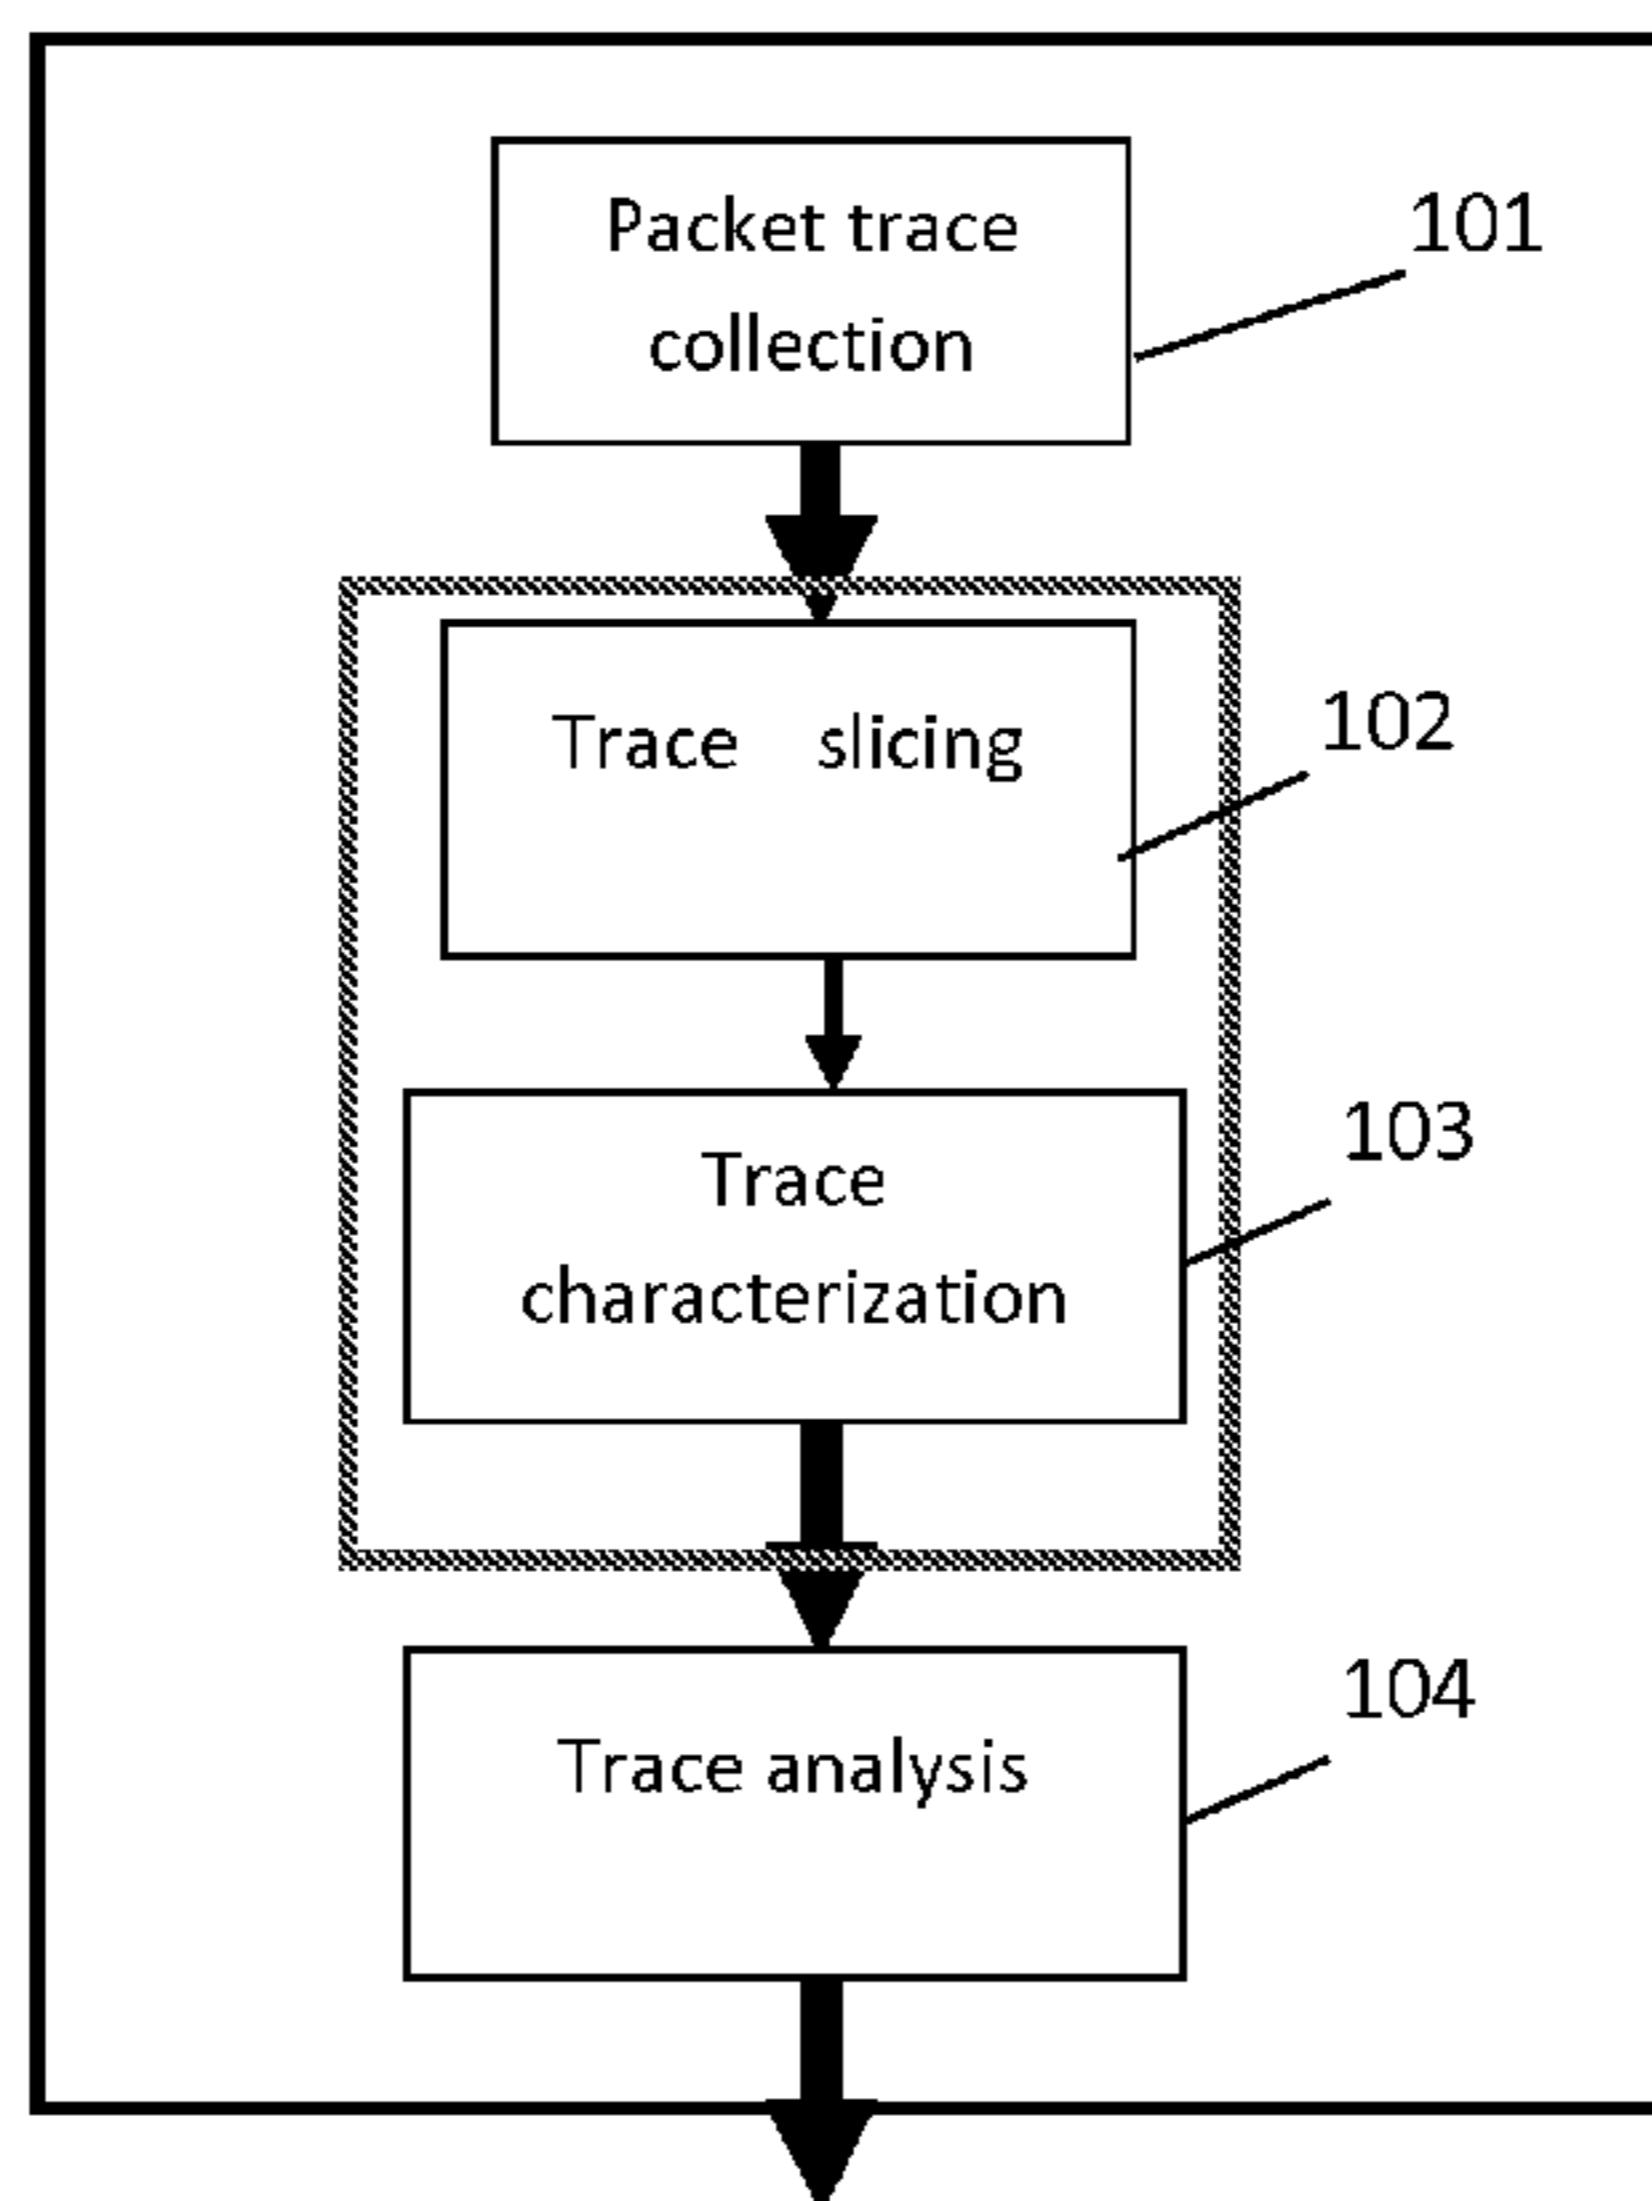 Packet trace
collection
101
Trace slicing
102
Trace
characterization
103
Trace analysis
104